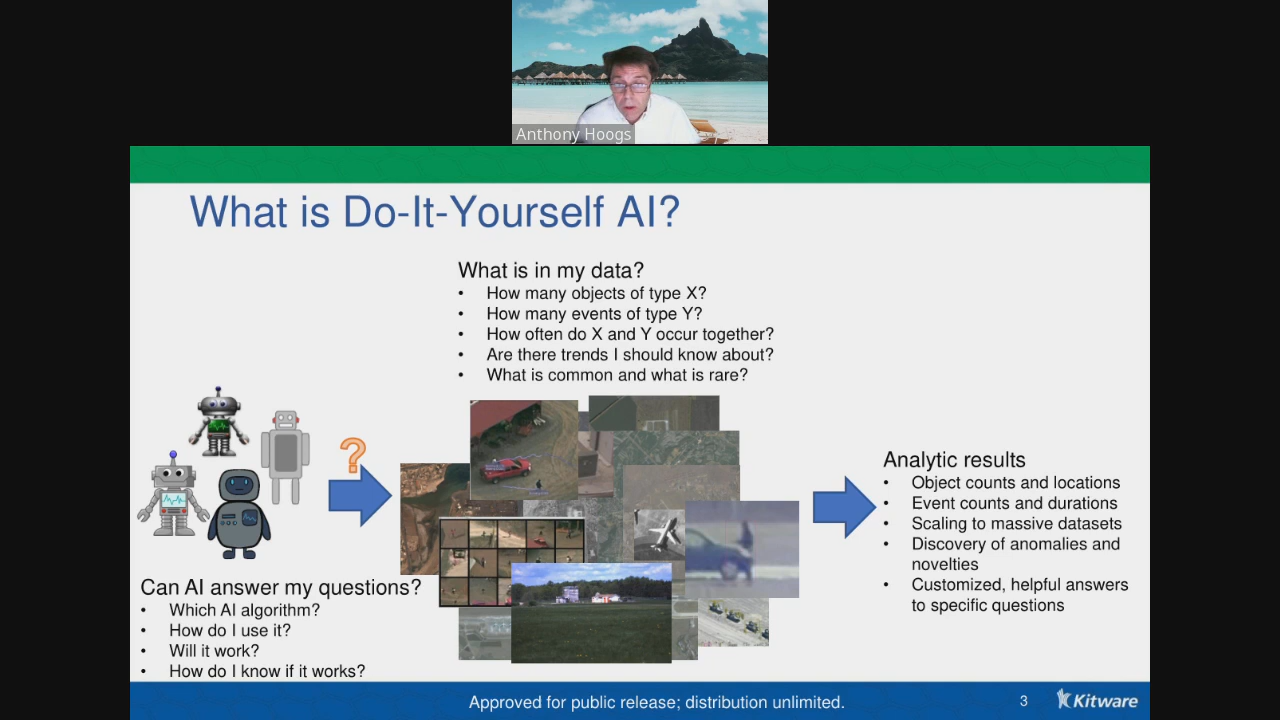 Anthony Hoogs
What is Do-It-Yourself AI?
What is in my data?
• How many objects of type X?
• How many events of type Y?
• How often do X and Y occur together?
• Are there trends I should know about?
• What is common and what is rare?
?
Can AI answer my questions?
• Which AI algorithm?
• How do I use it?
• Will it work?
• How do I know if it works?
Analytic results
• Object counts and locations
• Event counts and durations
• Scaling to massive datasets
• Discovery of anomalies and
novelties
• Customized, helpful answers
to specific questions
Approved for public release; distribution unlimited.
3
Kitware